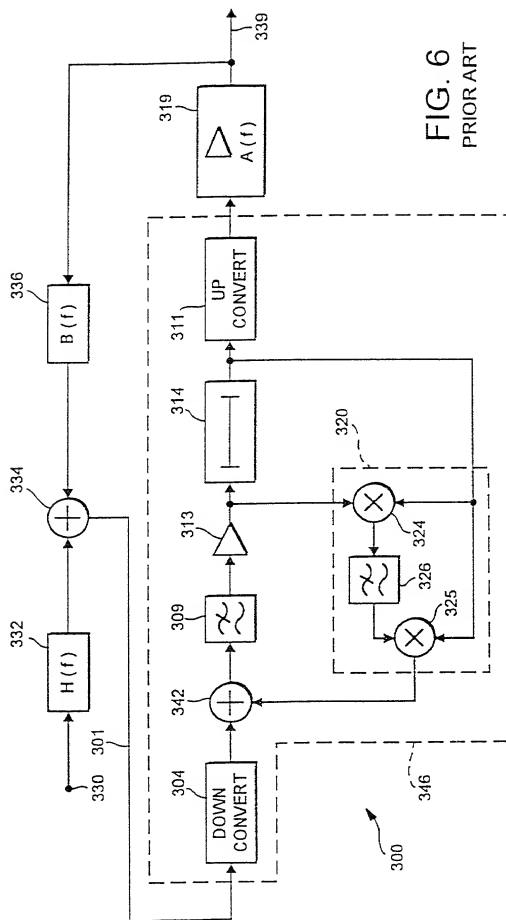 330
332
H(f)
334
336
B(f)
339
301
304
DOWN
CONVERT
342
309
313
314
311
UP
CONVERT
319
A(f)
320
324
326
325
346
300
FIG. 6
PRIOR ART